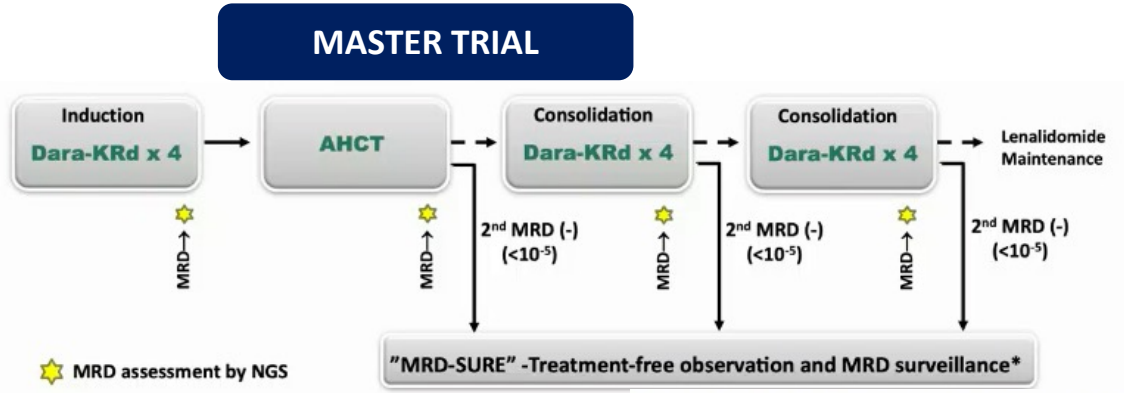 MASTER TRIAL
Induction
Dara-KRd x 4
AHCT
Consolidation
Dara-KRd x 4
Consolidation
Dara-KRd x 4
Lenalidomide
Maintenance
MRD→
MRD→
2nd MRD (-)
(<10-5)
MRD→
2nd MRD (-)
(<10-5)
MRD→
2nd MRD (-)
(<10-5)
”MRD-SURE” -Treatment-free observation and MRD surveillance*
MRD assessment by NGS